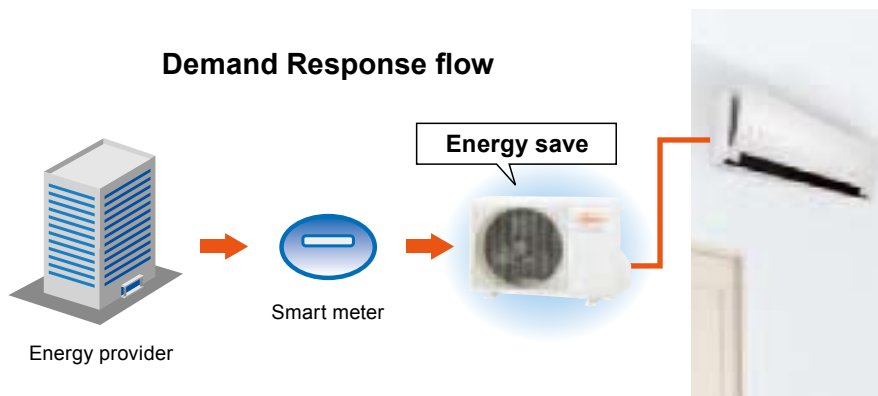 Demand Response flow
Energy save
Smart meter
Energy provider